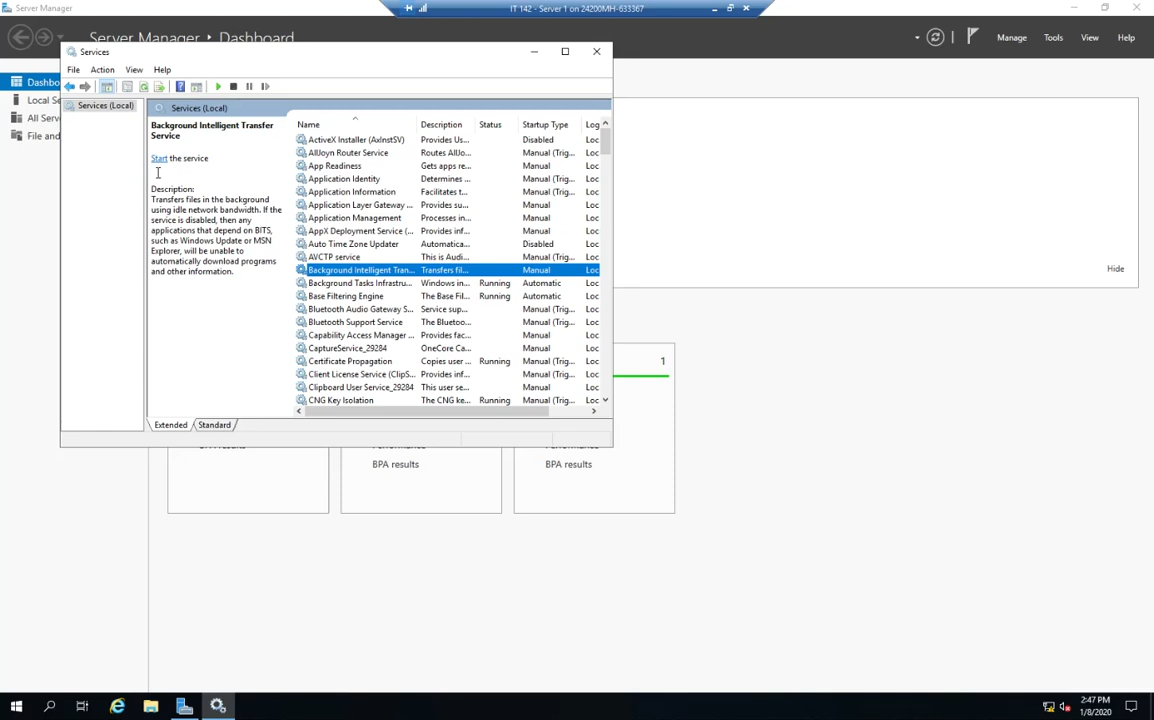 Server Manager
IT 142 - Server 1 on 24200MH-633367
Server Manager • Dashboard
Manage Tools View Help
Dashbo
Local Se
All Serv
File and
Services
File Action View Help
Services (Local)
Services (Local)
Background Intelligent Transfer
Service
Start the service
Description:
Transfers files in the background
using idle network bandwidth. If the
service is disabled, then any
applications that depend on BITS,
such as Windows Update or MSN
Explorer, will be unable to
automatically download programs
and other information.
Name Description Status Startup Type Log
ActiveX Installer (AxInstSV) Provides Us... Disabled
AllJoyn Router Service Routes AllJo... Manual (Trig... Loc
App Readiness Gets apps re... Manual Loc
Application Identity Determines ... Manual (Trig... Loc
Application Information Facilitates t... Manual (Trig... Loc
Application Layer Gateway ... Provides su... Manual Loc
Application Management Processes in... Manual Loc
AppX Deployment Service (... Provides inf... Manual Loc
Auto Time Zone Updater Automatica... Disabled Loc
AVCTP service This is Audi... Manual (Trig... Loc
Background Intelligent Tran... Transfers fil... Manual Loc
Background Tasks Infrastru... Windows in... Running Automatic Loc
Base Filtering Engine The Base Fil... Running Automatic Loc
Bluetooth Audio Gateway S... Service sup... Manual (Trig... Loc
Bluetooth Support Service The Bluetoo... Manual (Trig... Loc
Capability Access Manager ... Provides fac... Manual Loc
CaptureService_29284 OneCore Ca... Manual Loc
Certificate Propagation Copies user ... Running Manual (Trig... Loc
Client License Service (ClipS... Provides inf... Manual (Trig... Loc
Clipboard User Service_29284 This user se... Manual Loc
CNG Key Isolation The CNG ke... Running Manual (Trig... Loc
Extended Standard
Hide
1
BPA results
BPA results
2:47 PM
1/8/2020